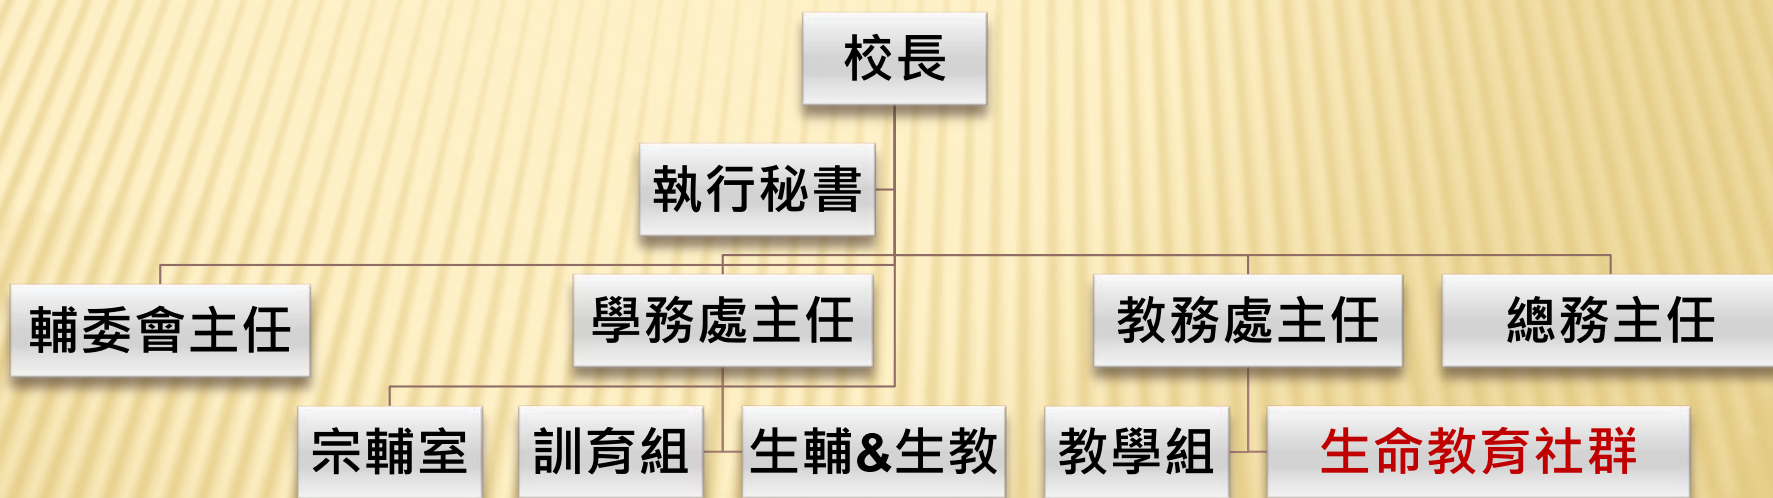 校長
執行秘書
輔委會主任
學務處主任
教務處主任
總務主任
宗輔室
訓育組
生輔&生教
教學組
生命教育社群